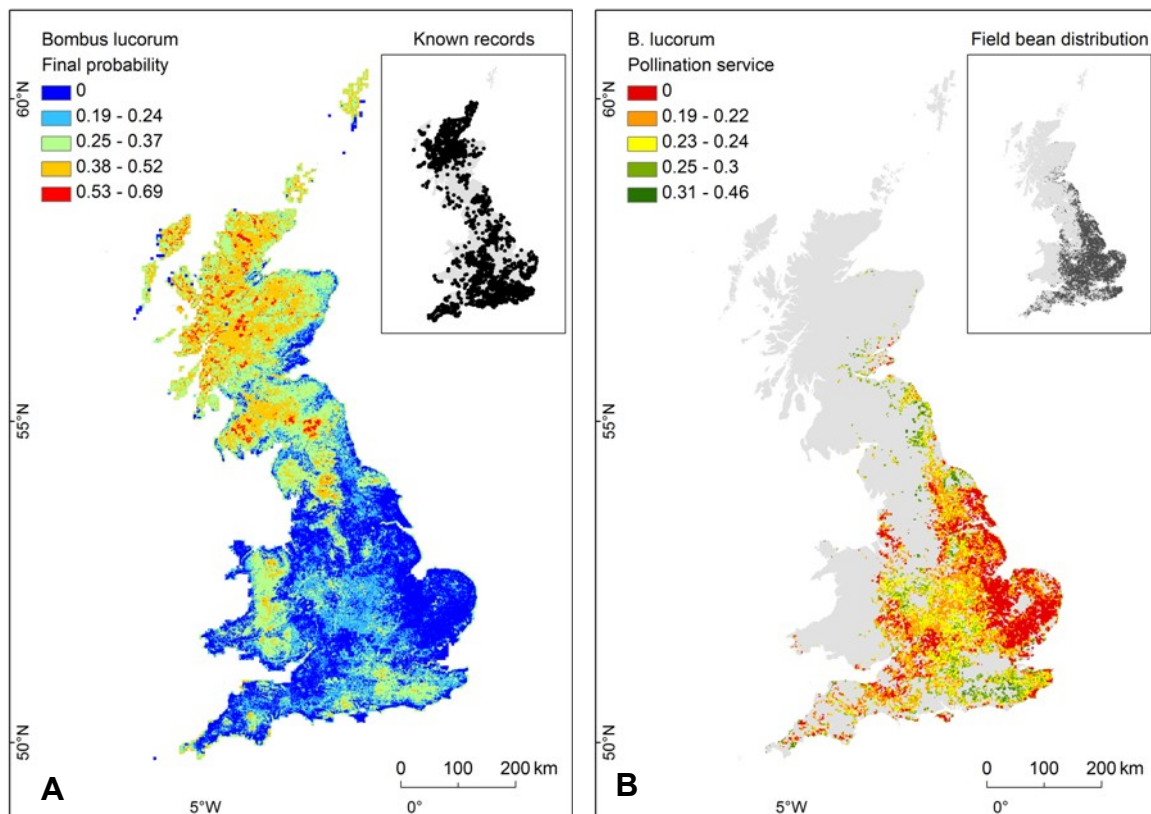 Bombus lucorum
Final probability
0
0.19 - 0.24
0.25 - 0.37
0.38 - 0.52
0.53 - 0.69
Known records
60°N
55°N
50°N
A
0 100 200 km
5°W 0°
B. lucorum
Pollination service
0
0.19 - 0.22
0.23 - 0.24
0.25 - 0.3
0.31 - 0.46
Field bean distribution
60°N
55°N
50°N
B
0 100 200 km
5°W 0°